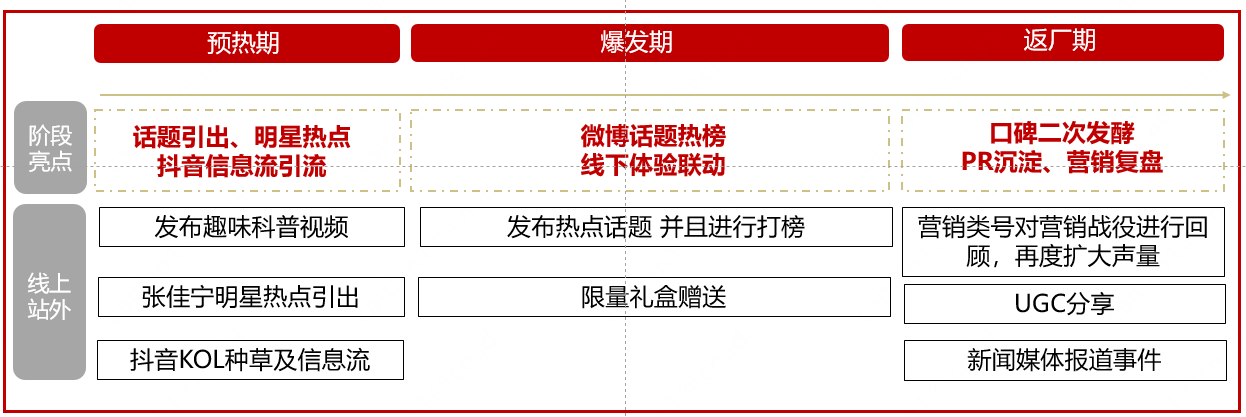 预热期
爆发期
返厂期
阶段
亮点
话题引出、明星热点
抖音信息流引流
微博话题热榜
线下体验联动
口碑二次发酵
PR沉淀、营销复盘
线上
站外
发布趣味科普视频
发布热点话题 并且进行打榜
营销类号对营销战役进行回
顾，再度扩大声量
张佳宁明星热点引出
限量礼盒赠送
UGC分享
抖音KOL种草及信息流
新闻媒体报道事件